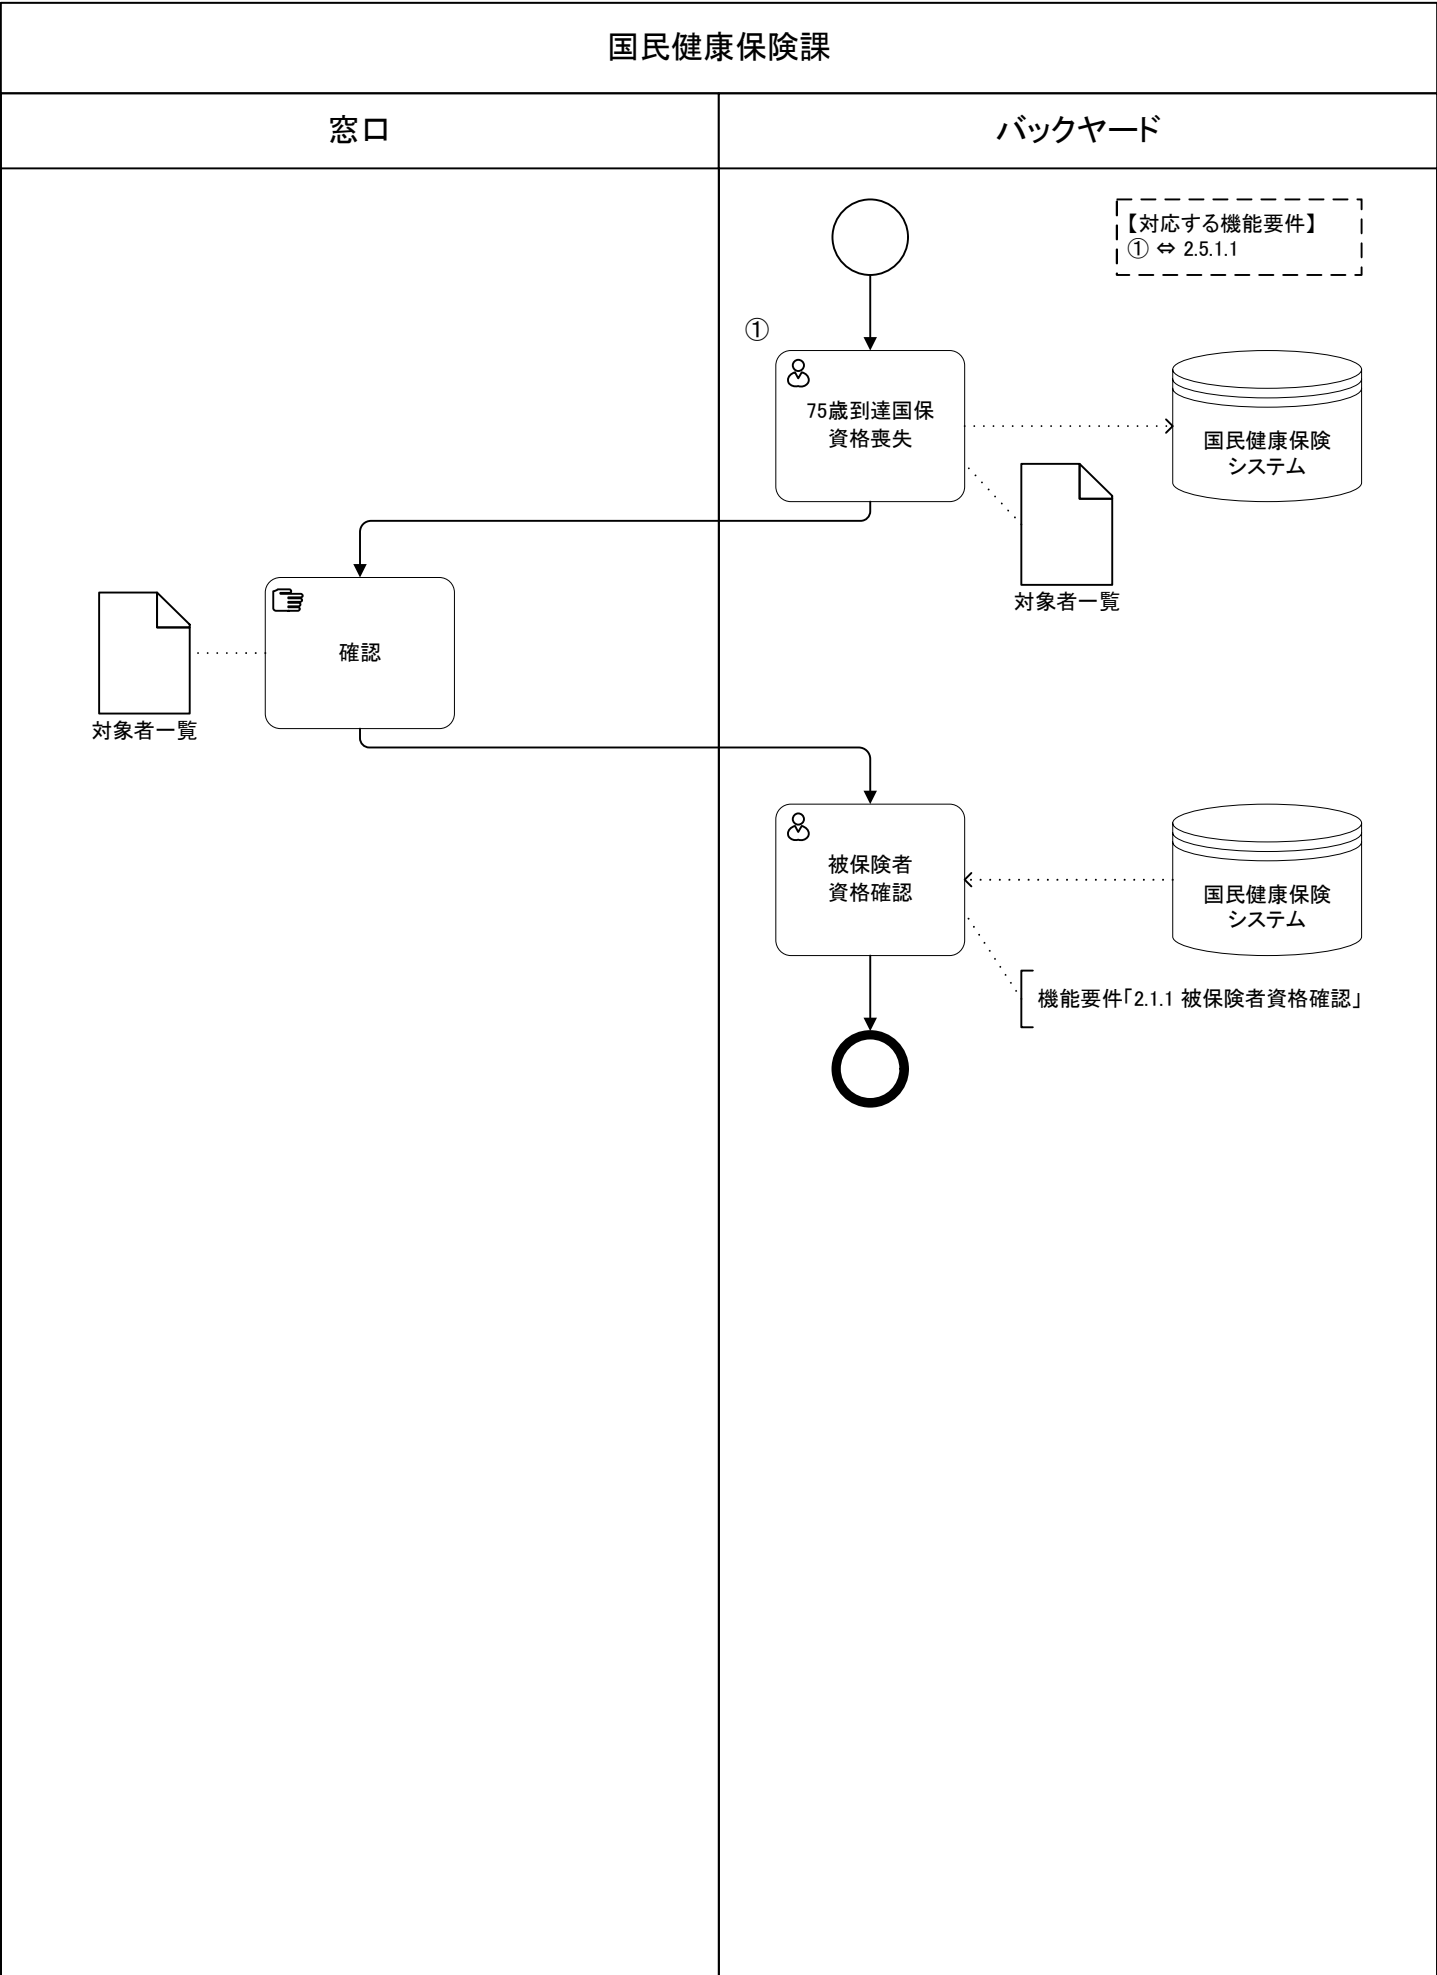 国民健康保険課
窓口
バックヤード
【対応する機能要件】
① ⇔ 2.5.1.1
①
75歳到達国保
資格喪失
国民健康保険
システム
対象者一覧
確認
対象者一覧
被保険者
資格確認
国民健康保険
システム
機能要件「2.1.1 被保険者資格確認」